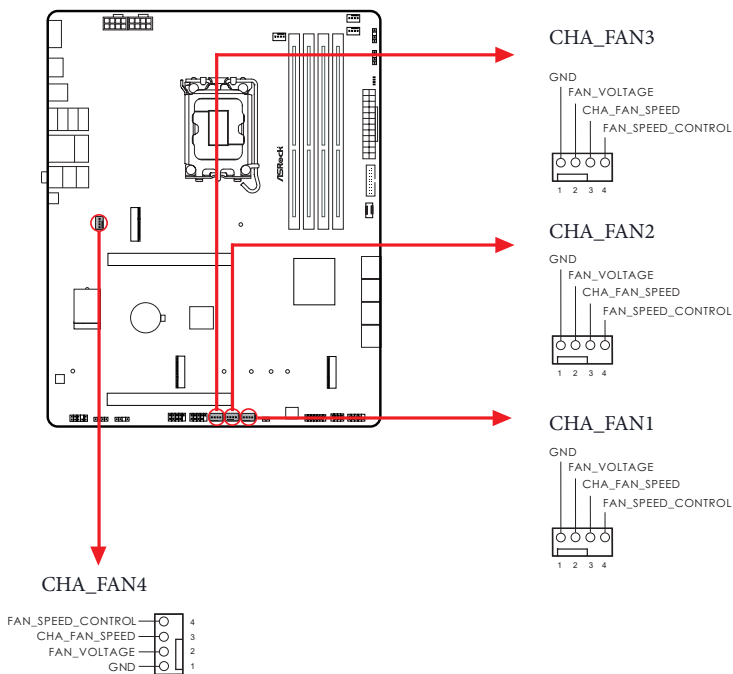 CHA_FAN3
GND
FAN_VOLTAGE
CHA_FAN_SPEED
FAN_SPEED_CONTROL
1 2 3 4
ASRock
CHA_FAN2
GND
FAN_VOLTAGE
CHA_FAN_SPEED
FAN_SPEED_CONTROL
1 2 3 4
CHA_FAN1
GND
FAN_VOLTAGE
CHA_FAN_SPEED
FAN_SPEED_CONTROL
1 2 3 4
CHA_FAN4
FAN_SPEED_CONTROL 4
CHA_FAN_SPEED 3
FAN_VOLTAGE 2
GND 1